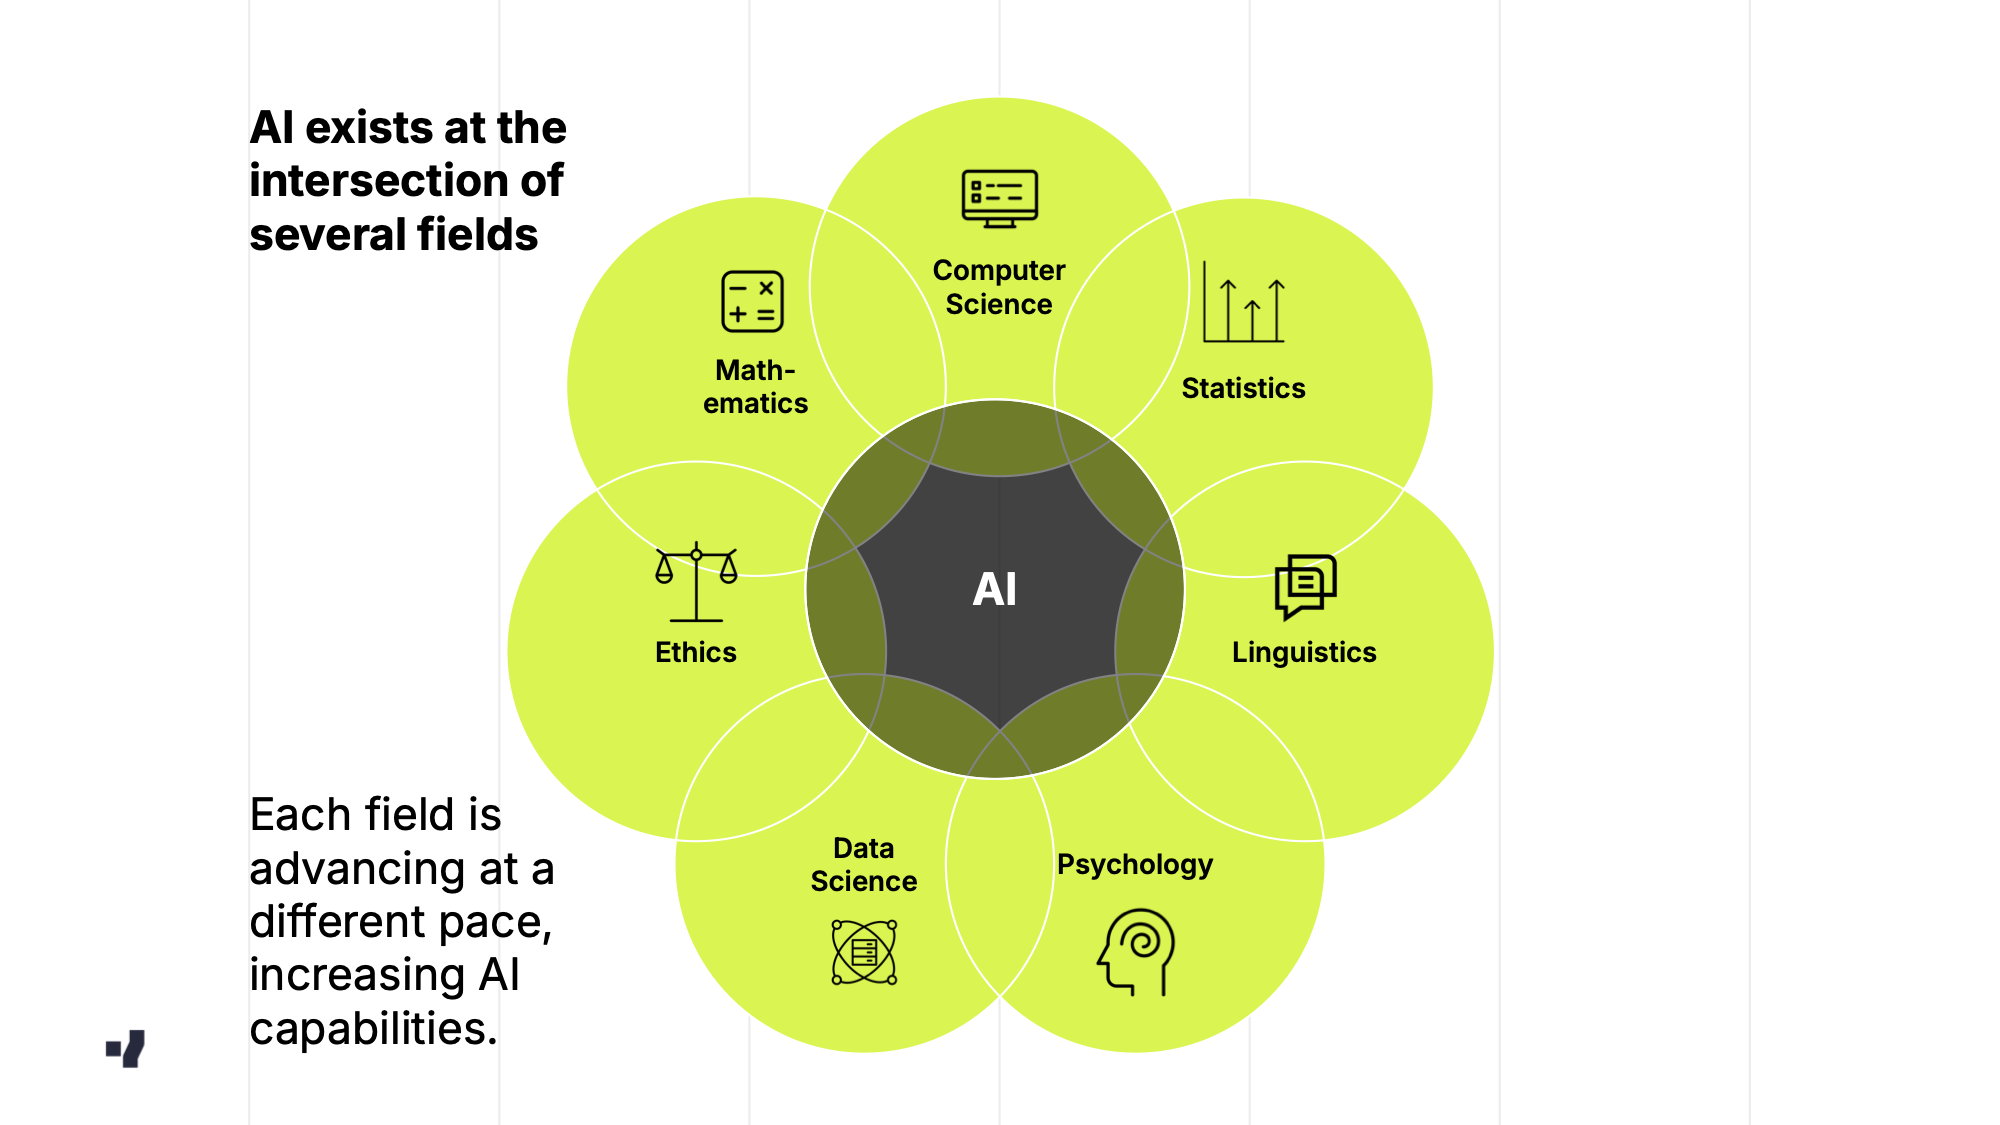 AI exists at the
intersection of
several fields
Computer
Science
Math-
ematics
Statistics
AI
Ethics
Linguistics
Data
Science
Psychology
Each field is
advancing at a
different pace,
increasing AI
capabilities.